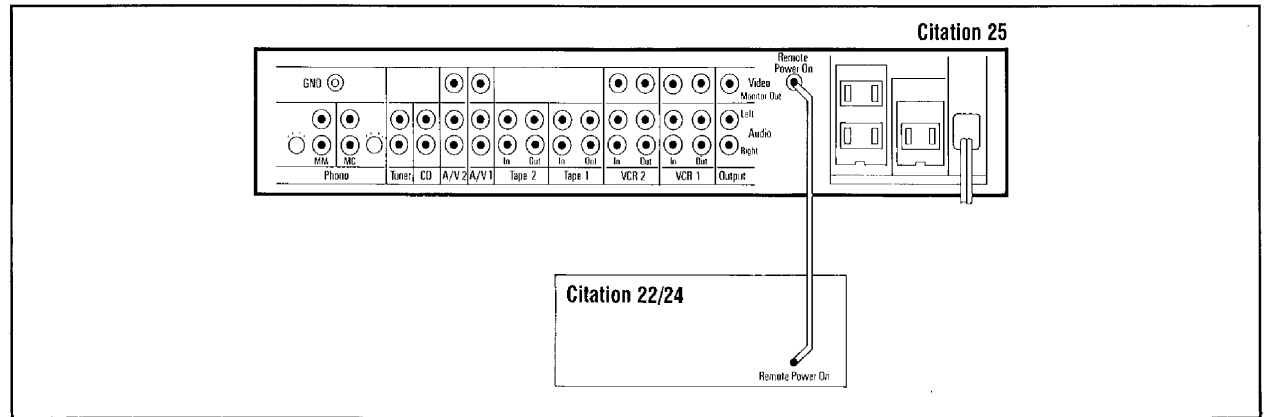 Citation 25
Remote
Power On
GND
Video
Monitor Out
Left
Audio
Right
MM
MC
In
Out
In
Out
In
Out
In
Out
Phono
Tuner
CD
A/V 2
A/V 1
Tape 2
Tape 1
VCR 2
VCR 1
Output
Citation 22/24
Remote Power On